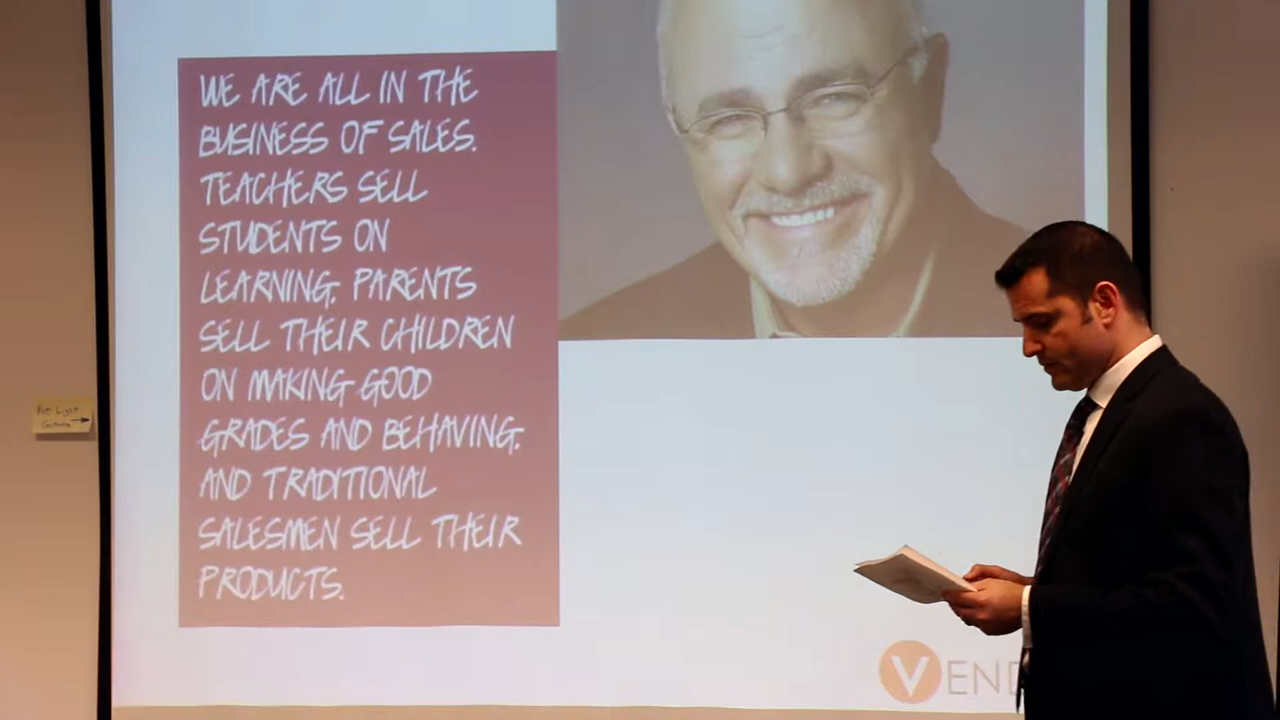 WE ARE ALL IN THE
BUSINESS OF SALES.
TEACHERS SELL
STUDENTS ON
LEARNING. PARENTS
SELL THEIR CHILDREN
ON MAKING GOOD
GRADES AND BEHAVING.
AND TRADITIONAL
SALESMEN SELL THEIR
PRODUCTS.
VEND